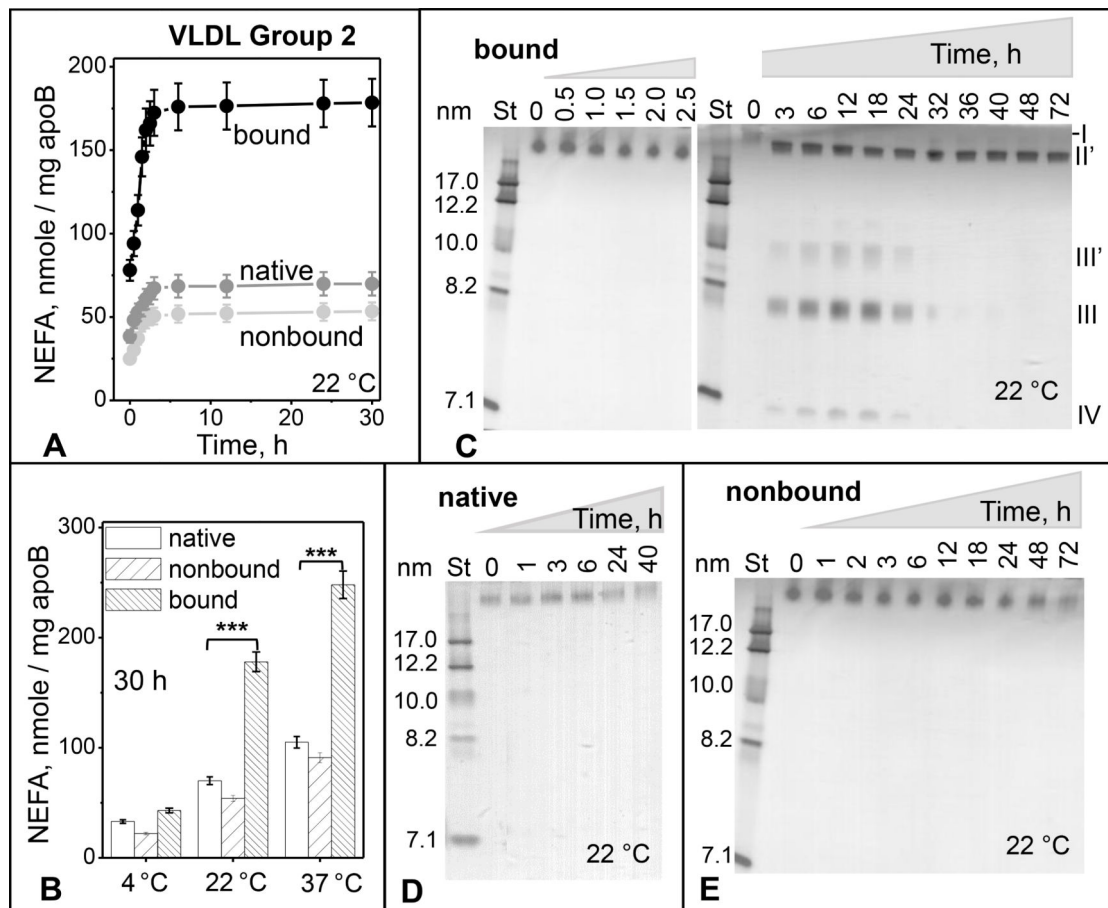 VLDL Group 2
NEFA, nmole / mg apoB
200
150
100
50
0
bound
native
nonbound
22 °C
0 10 20 30
Time, h
A
bound
Time, h
nm St 0 0.5 1.0 1.5 2.0 2.5
St 0 3 6 12 18 24 32 36 40 48 72
17.0
12.2
10.0
8.2
7.1
-I
II'
III'
III
IV
22 °C
C
NEFA, nmole / mg apoB
300
200
100
0
native
nonbound
bound
***
***
30 h
4 °C 22 °C 37 °C
B
native
Time, h
nm St 0 1 3 6 24 40
17.0
12.2
10.0
8.2
7.1
22 °C
D
nonbound
Time, h
nm St 0 1 2 3 6 12 18 24 48 72
17.0
12.2
10.0
8.2
7.1
22 °C
E